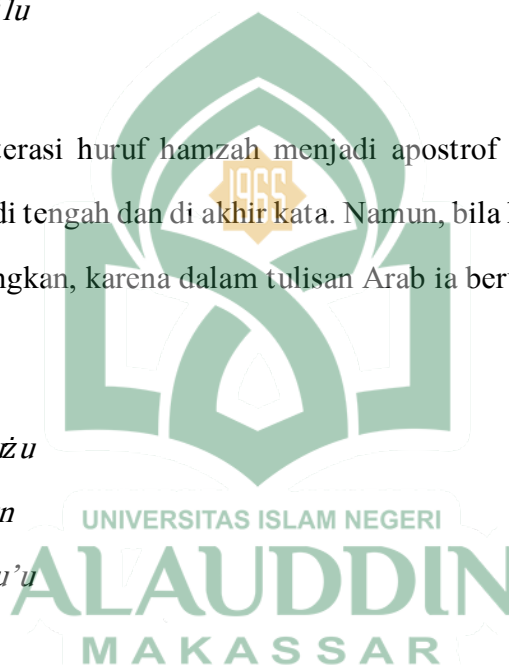 lu
terasi huruf hamzah menjadi apostrof
1965
di tengah dan di akhir kata. Namun, bila
ngkan, karena dalam tulisan Arab ia ber
żu
n
UNIVERSITAS ISLAM NEGERI
u’u
ALAUDDIN
MAKASSAR